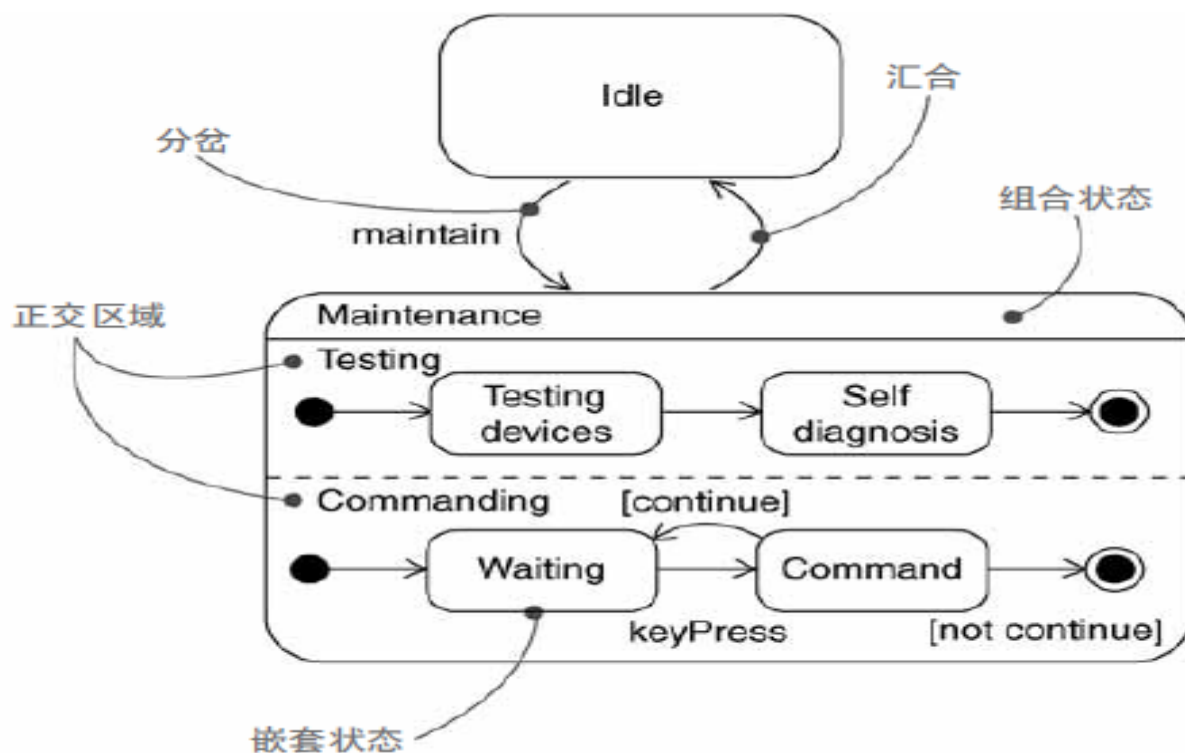 Idle
汇合
分岔
组合状态
maintain
正交区域
Maintenance
Testing
Testing
devices
Self
diagnosis
Commanding
[continue]
Waiting
Command
keyPress
[not continue]
嵌套状态